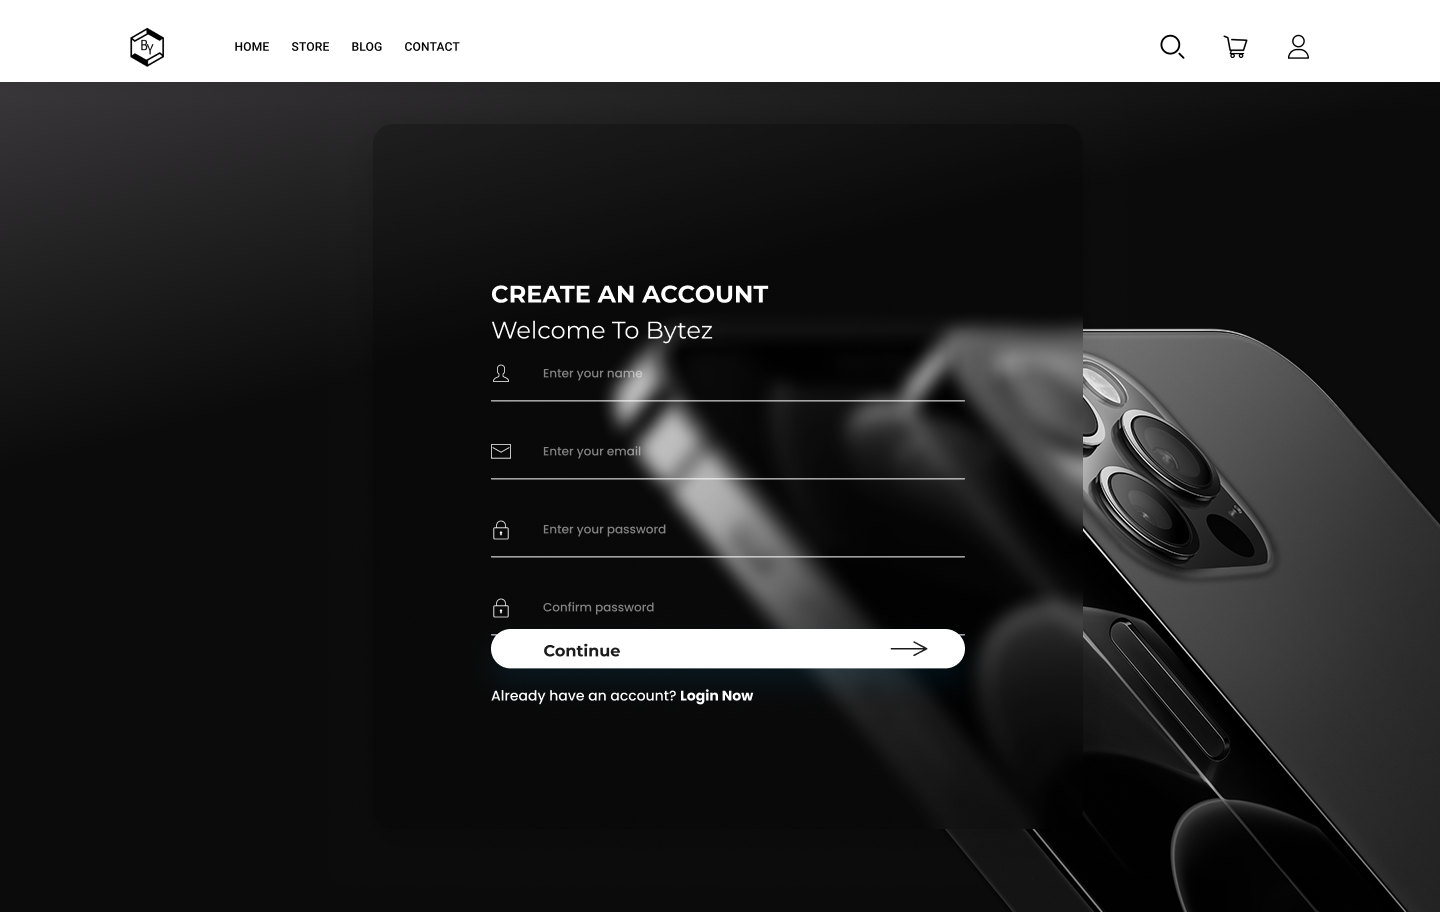 By
HOME STORE BLOG CONTACT
CREATE AN ACCOUNT
Welcome To Bytez
Enter your name
Enter your email
Enter your password
Confirm password
Continue
Already have an account? Login Now